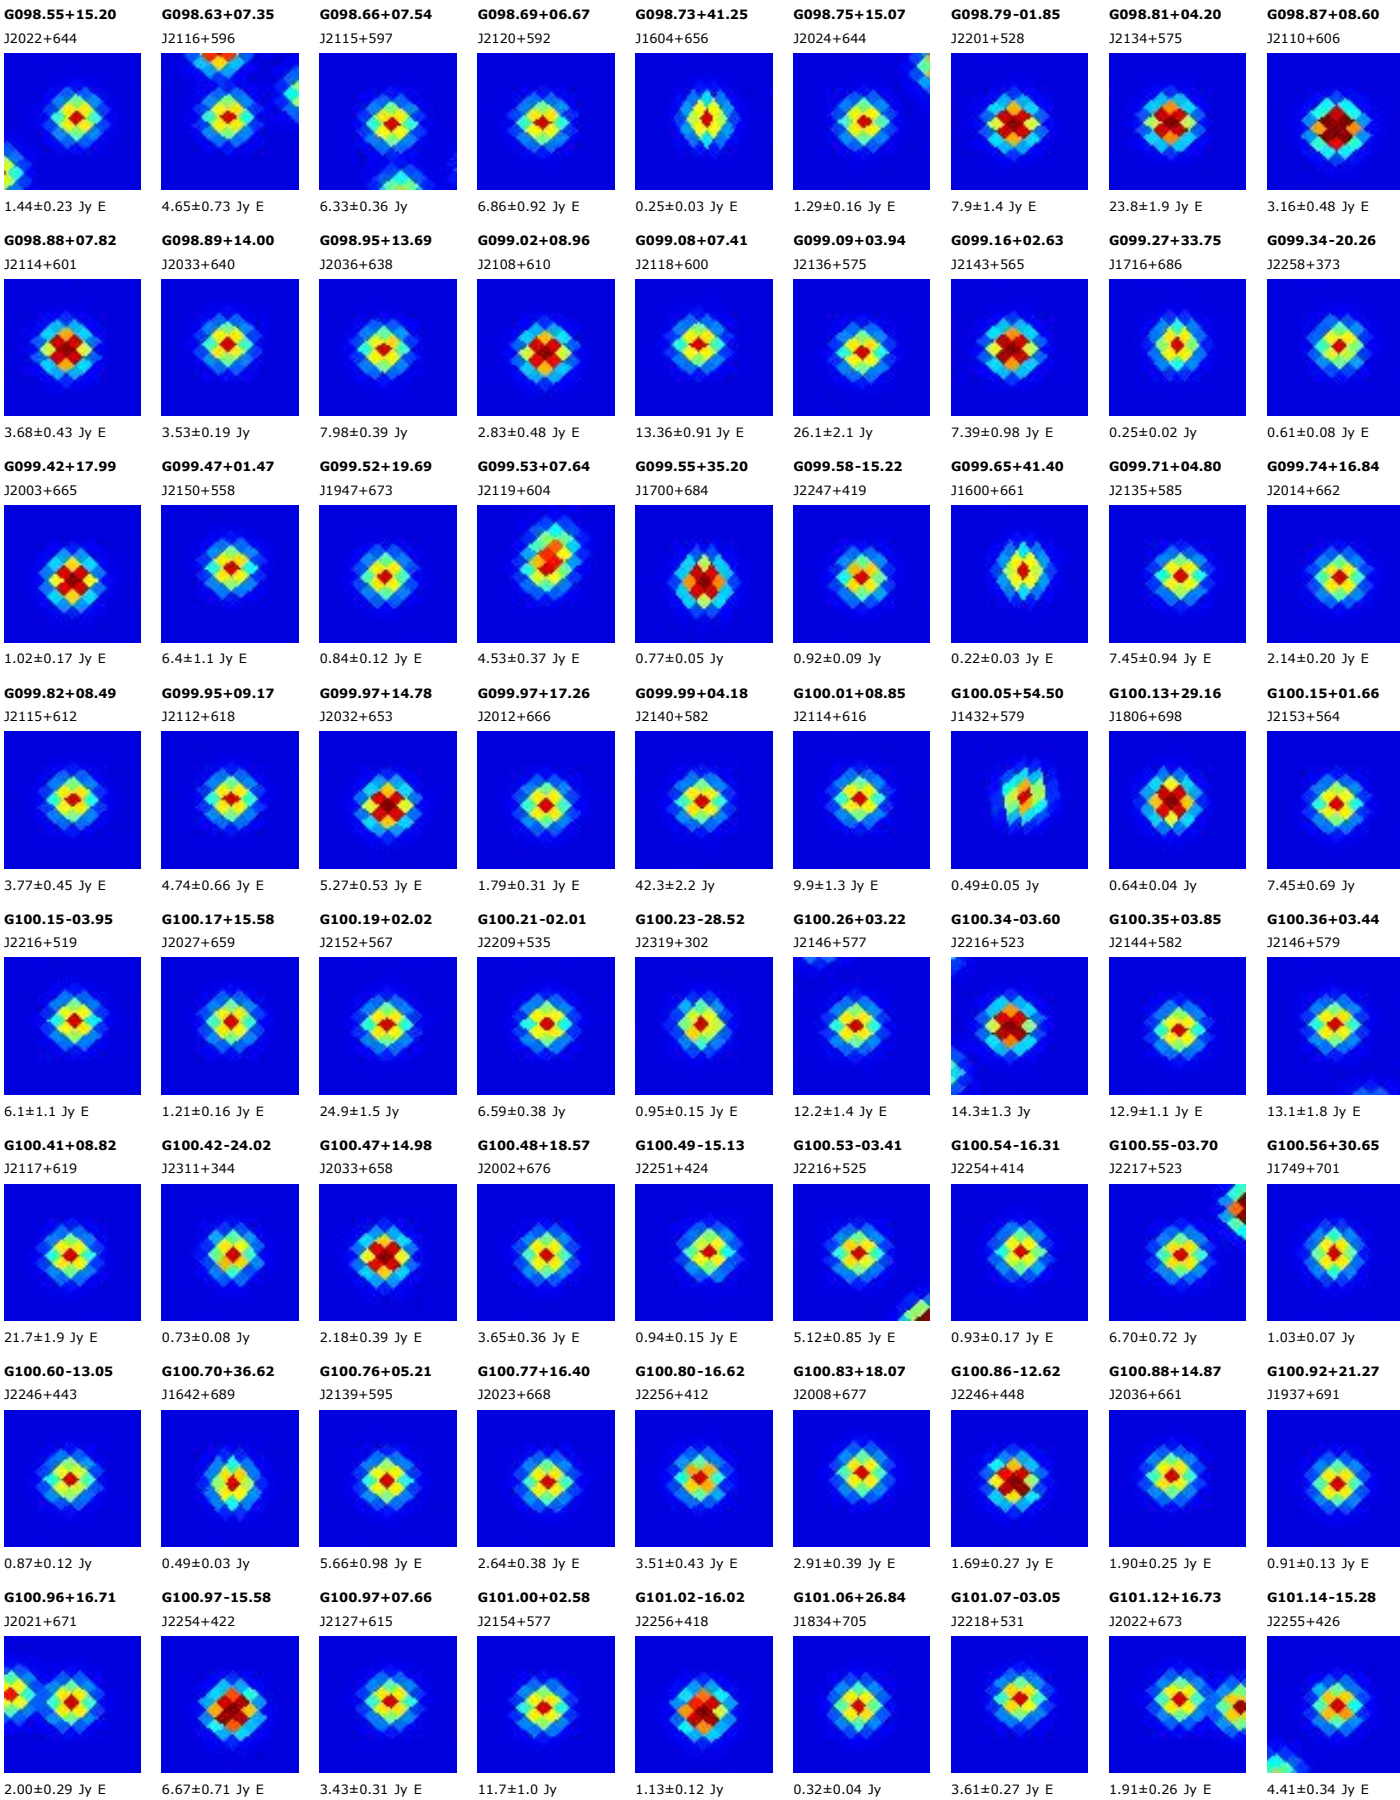 G098.55+15.20 G098.63+07.35 G098.66+07.54 G098.69+06.67 G098.73+41.25 G098.75+15.07 G098.79-01.85 G098.81+04.20 G098.87+08.60
J2022+644 J2116+596 J2115+597 J2120+592 J1604+656 J2024+644 J2201+528 J2134+575 J2110+606
1.44±0.23 Jy E 4.65±0.73 Jy E 6.33±0.36 Jy 6.86±0.92 Jy E 0.25±0.03 Jy E 1.29±0.16 Jy E 7.9±1.4 Jy E 23.8±1.9 Jy E 3.16±0.48 Jy E
G098.88+07.82 G098.89+14.00 G098.95+13.69 G099.02+08.96 G099.08+07.41 G099.09+03.94 G099.16+02.63 G099.27+33.75 G099.34-20.26
J2114+601 J2033+640 J2036+638 J2108+610 J2118+600 J2136+575 J2143+565 J1716+686 J2258+373
3.68±0.43 Jy E 3.53±0.19 Jy 7.98±0.39 Jy 2.83±0.48 Jy E 13.36±0.91 Jy E 26.1±2.1 Jy 7.39±0.98 Jy E 0.25±0.02 Jy 0.61±0.08 Jy E
G099.42+17.99 G099.47+01.47 G099.52+19.69 G099.53+07.64 G099.55+35.20 G099.58-15.22 G099.65+41.40 G099.71+04.80 G099.74+16.84
J2003+665 J2150+558 J1947+673 J2119+604 J1700+684 J2247+419 J1600+661 J2135+585 J2014+662
1.02±0.17 Jy E 6.4±1.1 Jy E 0.84±0.12 Jy E 4.53±0.37 Jy E 0.77±0.05 Jy 0.92±0.09 Jy 0.22±0.03 Jy E 7.45±0.94 Jy E 2.14±0.20 Jy E
G099.82+08.49 G099.95+09.17 G099.97+14.78 G099.97+17.26 G099.99+04.18 G100.01+08.85 G100.05+54.50 G100.13+29.16 G100.15+01.66
J2115+612 J2112+618 J2032+653 J2012+666 J2140+582 J2114+616 J1432+579 J1806+698 J2153+564
3.77±0.45 Jy E 4.74±0.66 Jy E 5.27±0.53 Jy E 1.79±0.31 Jy E 42.3±2.2 Jy 9.9±1.3 Jy E 0.49±0.05 Jy 0.64±0.04 Jy 7.45±0.69 Jy
G100.15-03.95 G100.17+15.58 G100.19+02.02 G100.21-02.01 G100.23-28.52 G100.26+03.22 G100.34-03.60 G100.35+03.85 G100.36+03.44
J2216+519 J2027+659 J2152+567 J2209+535 J2319+302 J2146+577 J2216+523 J2144+582 J2146+579
6.1±1.1 Jy E 1.21±0.16 Jy E 24.9±1.5 Jy 6.59±0.38 Jy 0.95±0.15 Jy E 12.2±1.4 Jy E 14.3±1.3 Jy 12.9±1.1 Jy E 13.1±1.8 Jy E
G100.41+08.82 G100.42-24.02 G100.47+14.98 G100.48+18.57 G100.49-15.13 G100.53-03.41 G100.54-16.31 G100.55-03.70 G100.56+30.65
J2117+619 J2311+344 J2033+658 J2002+676 J2251+424 J2216+525 J2254+414 J2217+523 J1749+701
21.7±1.9 Jy E 0.73±0.08 Jy 2.18±0.39 Jy E 3.65±0.36 Jy E 0.94±0.15 Jy E 5.12±0.85 Jy E 0.93±0.17 Jy E 6.70±0.72 Jy 1.03±0.07 Jy
G100.60-13.05 G100.70+36.62 G100.76+05.21 G100.77+16.40 G100.80-16.62 G100.83+18.07 G100.86-12.62 G100.88+14.87 G100.92+21.27
J2246+443 J1642+689 J2139+595 J2023+668 J2256+412 J2008+677 J2246+448 J2036+661 J1937+691
0.87±0.12 Jy 0.49±0.03 Jy 5.66±0.98 Jy E 2.64±0.38 Jy E 3.51±0.43 Jy E 2.91±0.39 Jy E 1.69±0.27 Jy E 1.90±0.25 Jy E 0.91±0.13 Jy E
G100.96+16.71 G100.97-15.58 G100.97+07.66 G101.00+02.58 G101.02-16.02 G101.06+26.84 G101.07-03.05 G101.12+16.73 G101.14-15.28
J2021+671 J2254+422 J2127+615 J2154+577 J2256+418 J1834+705 J2218+531 J2022+673 J2255+426
2.00±0.29 Jy E 6.67±0.71 Jy E 3.43±0.31 Jy E 11.7±1.0 Jy 1.13±0.12 Jy 0.32±0.04 Jy 3.61±0.27 Jy E 1.91±0.26 Jy E 4.41±0.34 Jy E